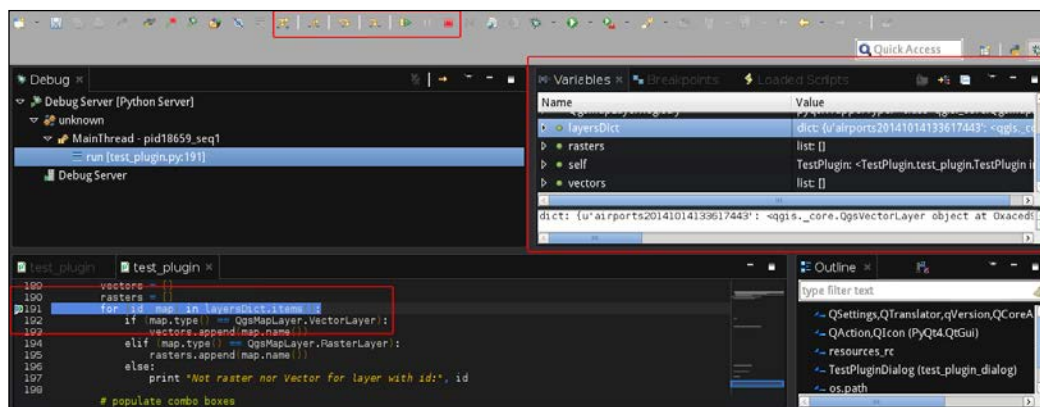 Quick Access
Debug
Debug Server [Python Server]
unknown
MainThread - pid18659_seq1
run [test_plugin.py:191]
Debug Server
Variables
Breakpoints
Loaded Scripts
Name Value
layersDict dict: {u'airports20141014133617443': <qgis._co
rasters list: []
self TestPlugin: <TestPlugin.test_plugin.TestPlugin in
vectors list: []
dict: {u'airports20141014133617443': <qgis._core.QgsVectorLayer object at 0xaced9
test_plugin
test_plugin
189 vectors = []
190 rasters = []
191 for id map in layersDict.items :
192 if (map.type() == QgsMapLayer.VectorLayer):
193 vectors.append(map.name())
194 elif (map.type() == QgsMapLayer.RasterLayer):
195 rasters.append(map.name())
196 else:
197 print "Not raster nor Vector for layer with id:", id
198
# populate combo boxes
Outline
type filter text
QSettings,QTranslator,qVersion,QCoreA
QAction,QIcon (PyQt4.QtGui)
resources_rc
TestPluginDialog (test_plugin_dialog)
os.path